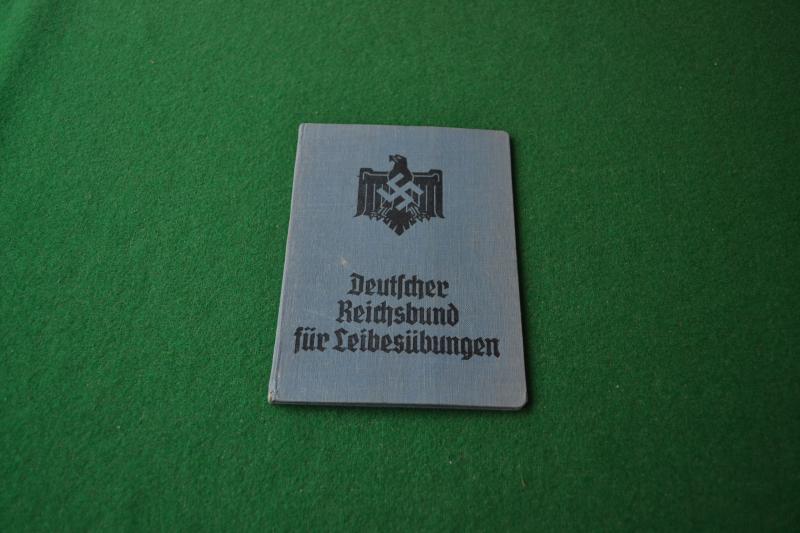 Deutscher
Reichsbund
für Leibesübungen